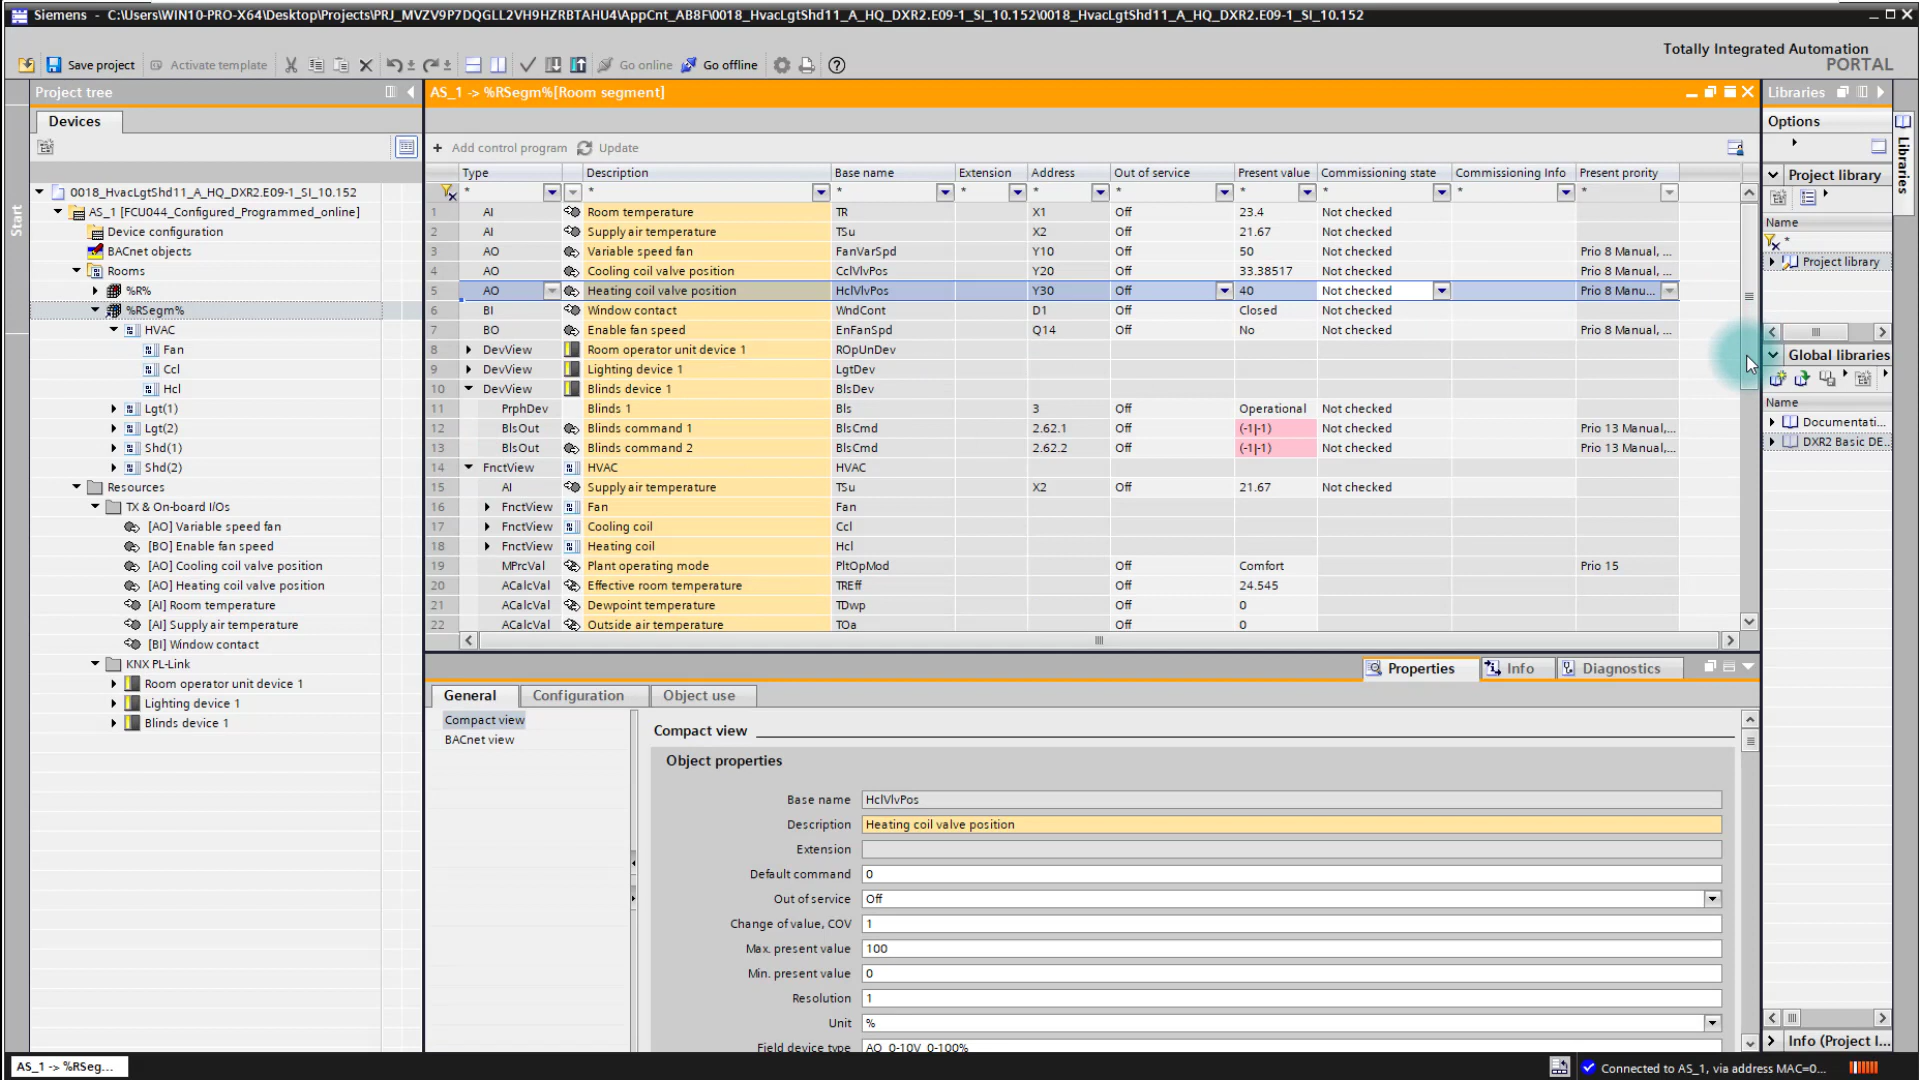 Siemens - C:\Users\WIN10-PRO-X64\Desktop\Projects\PRJ_MVZV9P7DQGLL2VH9HZRBTAHU4\AppCnt_AB8F\0018_HvacLgtShd11_A_HQ_DXR2.E09-1_SI_10.152\0018_HvacLgtShd11_A_HQ_DXR2.E09-1_SI_10.152
Totally Integrated Automation
PORTAL
Save project Activate template Go online Go offline
Project tree
Devices
Start
0018_HvacLgtShd11_A_HQ_DXR2.E09-1_SI_10.152
AS_1 [FCU044_Configured_Programmed_online]
Device configuration
BACnet objects
Rooms
%R%
%RSegm%
HVAC
Fan
Ccl
Hcl
Lgt(1)
Lgt(2)
Shd(1)
Shd(2)
Resources
TX & On-board I/Os
[AO] Variable speed fan
[BO] Enable fan speed
[AO] Cooling coil valve position
[AO] Heating coil valve position
[AI] Room temperature
[AI] Supply air temperature
[BI] Window contact
KNX PL-Link
Room operator unit device 1
Lighting device 1
Blinds device 1
AS_1 -> %RSegm%[Room segment]
+ Add control program Update
Type Description Base name Extension Address Out of service Present value Commissioning state Commissioning Info Present prority
* * * * * * * * * *
1 AI Room temperature TR X1 Off 23.4 Not checked
2 AI Supply air temperature TSu X2 Off 21.67 Not checked
3 AO Variable speed fan FanVarSpd Y10 Off 50 Not checked Prio 8 Manual, ...
4 AO Cooling coil valve position CclVlvPos Y20 Off 33.38517 Not checked Prio 8 Manual, ...
5 AO Heating coil valve position HclVlvPos Y30 Off 40 Not checked Prio 8 Manu...
6 BI Window contact WndCont D1 Off Closed Not checked
7 BO Enable fan speed EnFanSpd Q14 Off No Not checked Prio 8 Manual, ...
8 DevView Room operator unit device 1 ROpUnDev
9 DevView Lighting device 1 LgtDev
10 DevView Blinds device 1 BlsDev
11 PrphDev Blinds 1 Bls 3 Off Operational Not checked
12 BlsOut Blinds command 1 BlsCmd 2.62.1 Off (-1|-1) Not checked Prio 13 Manual,...
13 BlsOut Blinds command 2 BlsCmd 2.62.2 Off (-1|-1) Not checked Prio 13 Manual,...
14 FnctView HVAC HVAC
15 AI Supply air temperature TSu X2 Off 21.67 Not checked
16 FnctView Fan Fan
17 FnctView Cooling coil Ccl
18 FnctView Heating coil Hcl
19 MPrcVal Plant operating mode PltOpMod Off Comfort Prio 15
20 ACalcVal Effective room temperature TREff Off 24.545
21 ACalcVal Dewpoint temperature TDwp Off 0
22 ACalcVal Outside air temperature TOa Off 0
Properties Info Diagnostics
General Configuration Object use
Compact view
BACnet view
Compact view
Object properties
Base name HclVlvPos
Description Heating coil valve position
Extension
Default command 0
Out of service Off
Change of value, COV 1
Max. present value 100
Min. present value 0
Resolution 1
Unit %
Field device type AO 0-10V 0-100%
Libraries
Options
Libraries
Project library
Name
*
Project library
Global libraries
Name
Documentati...
DXR2 Basic DE...
Info (Project l...
AS_1 -> %RSeg...
Connected to AS_1, via address MAC=0...